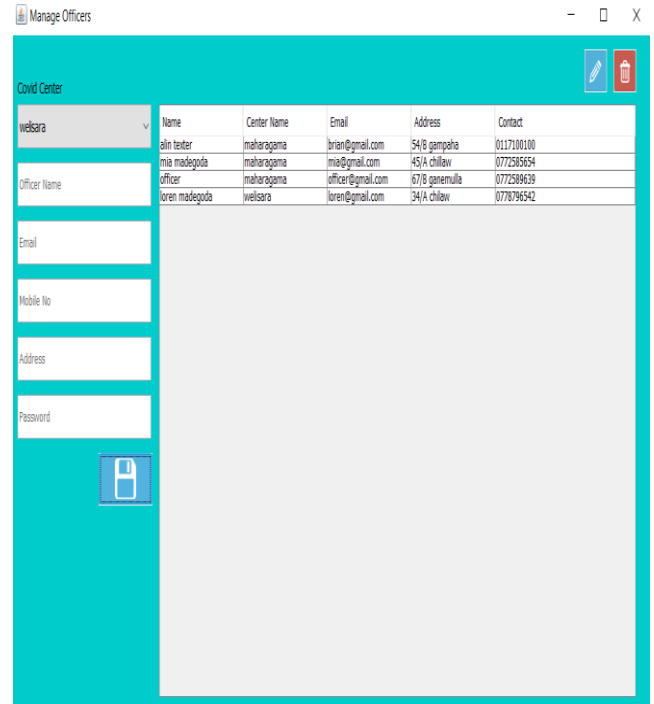 Manage Officers
Covid Center
welisara
Officer Name
Email
Mobile No
Address
Password
Name Center Name Email Address Contact
alin texter maharagama brian@gmail.com 54/B gampaha 0117100100
mia madegoda maharagama mia@gmail.com 45/A chillaw 0772585654
officer maharagama officer@gmail.com 67/B ganemulla 0772589639
loren madegoda welisara loren@gmail.com 34/A chilaw 0778796542